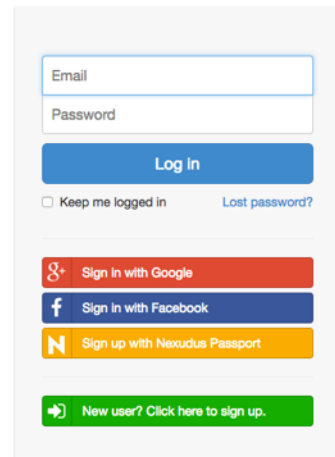 Email
Password
Log in
Keep me logged in Lost password?
g+ Sign in with Google
f Sign in with Facebook
N Sign up with Nexudus Passport
New user? Click here to sign up.